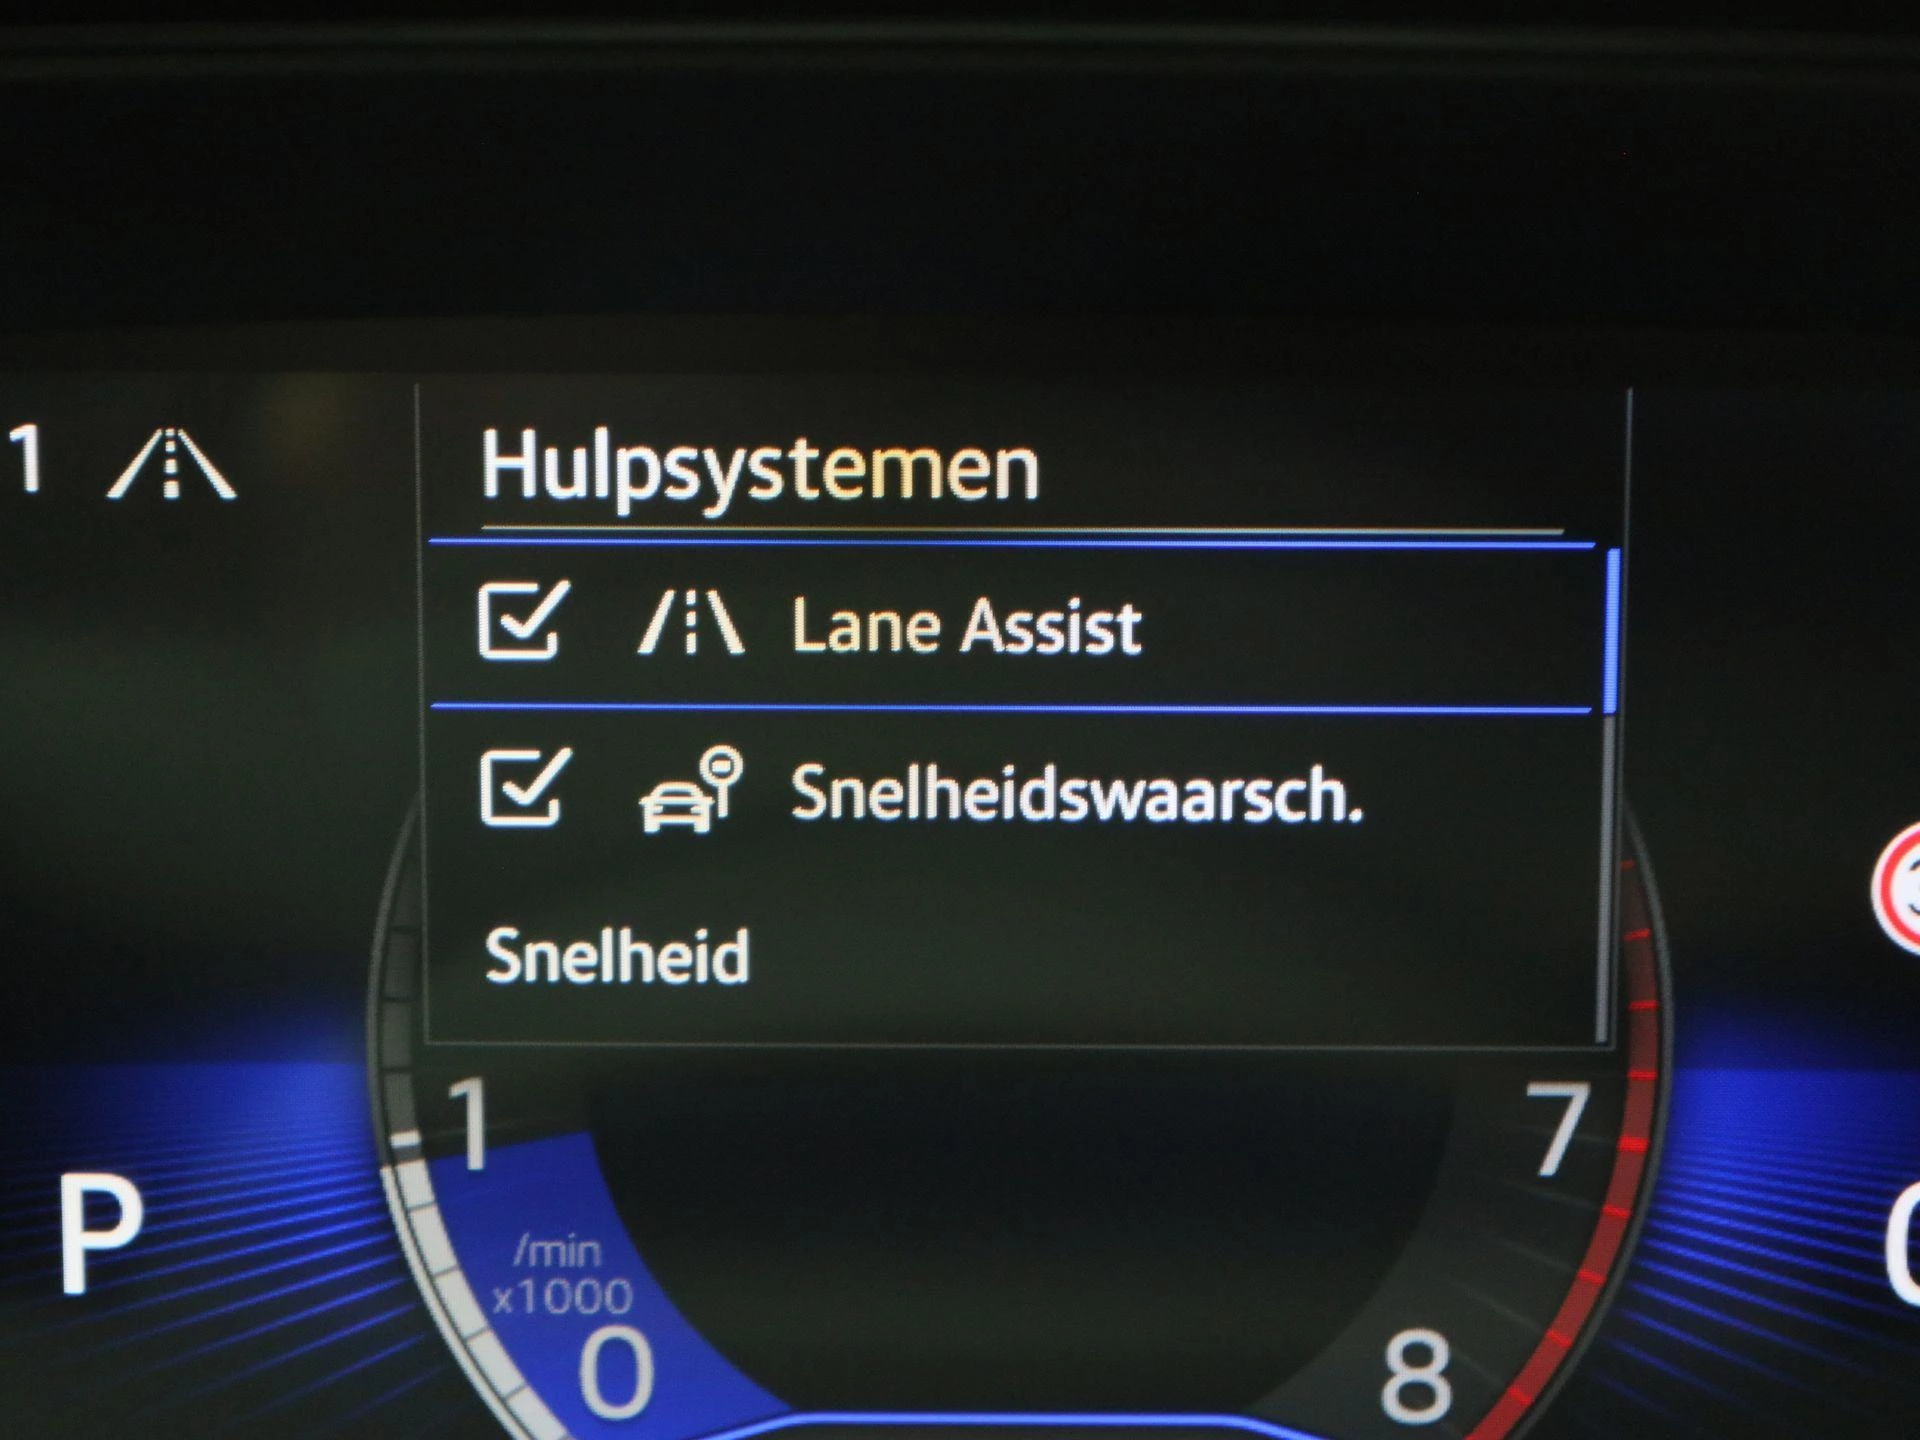 1
Hulpsystemen
Lane Assist
Snelheidswaarsch.
Snelheid
1
7
P
/min
x1000
0
8